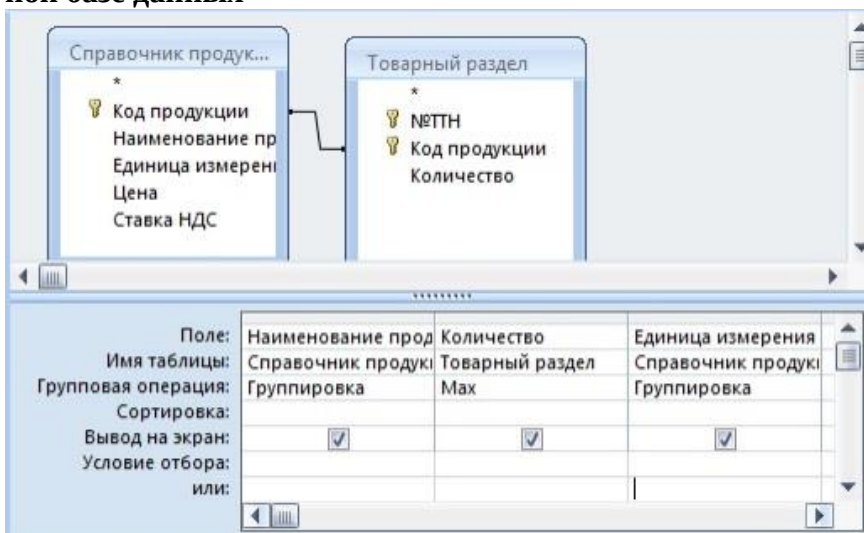 Справочник продук...
*
Код продукции
Наименование пр
Единица измерени
Цена
Ставка НДС
Товарный раздел
*
№ТТН
Код продукции
Количество
Поле: Наименование прод Количество Единица измерения
Имя таблицы: Справочник продукц Товарный раздел Справочник продукц
Групповая операция: Группировка Max Группировка
Сортировка:
Вывод на экран:
Условие отбора:
или: